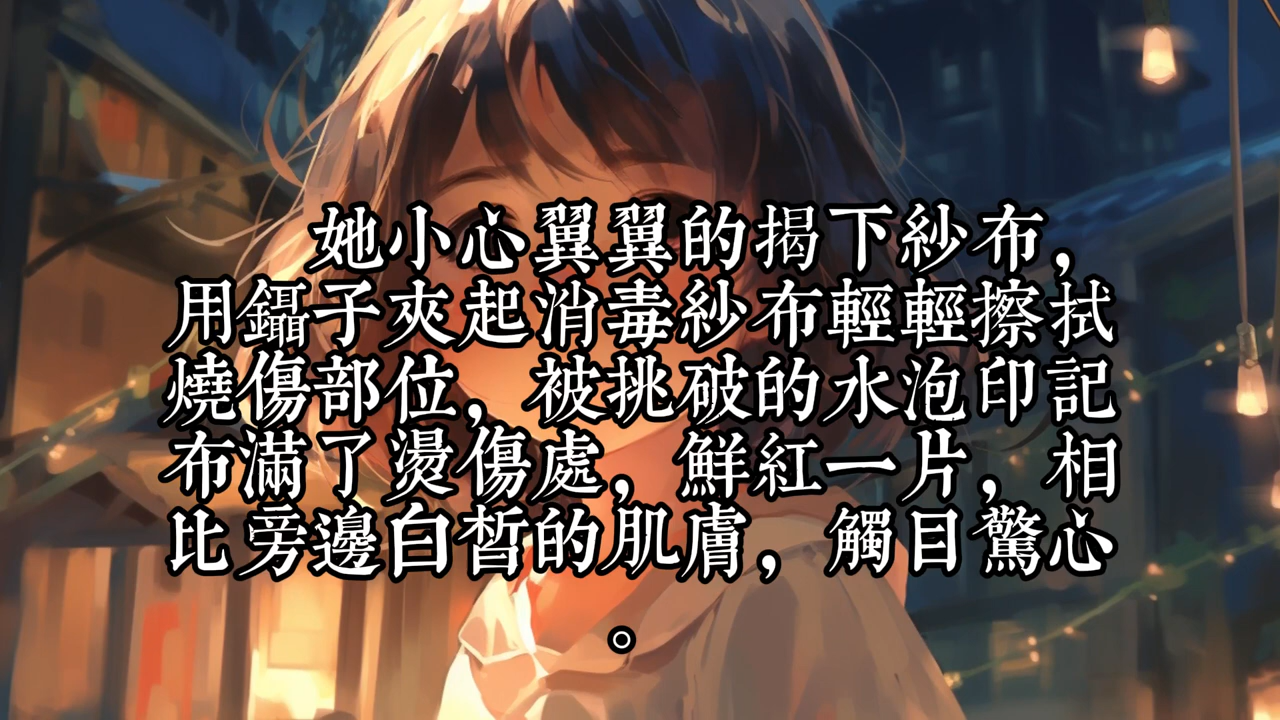 她小心翼翼的揭下紗布，
用鑷子夾起消毒紗布輕輕擦拭
燒傷部位，被挑破的水泡印記
布滿了燙傷處，鮮紅一片，相
比旁邊白皙的肌膚，觸目驚心
。